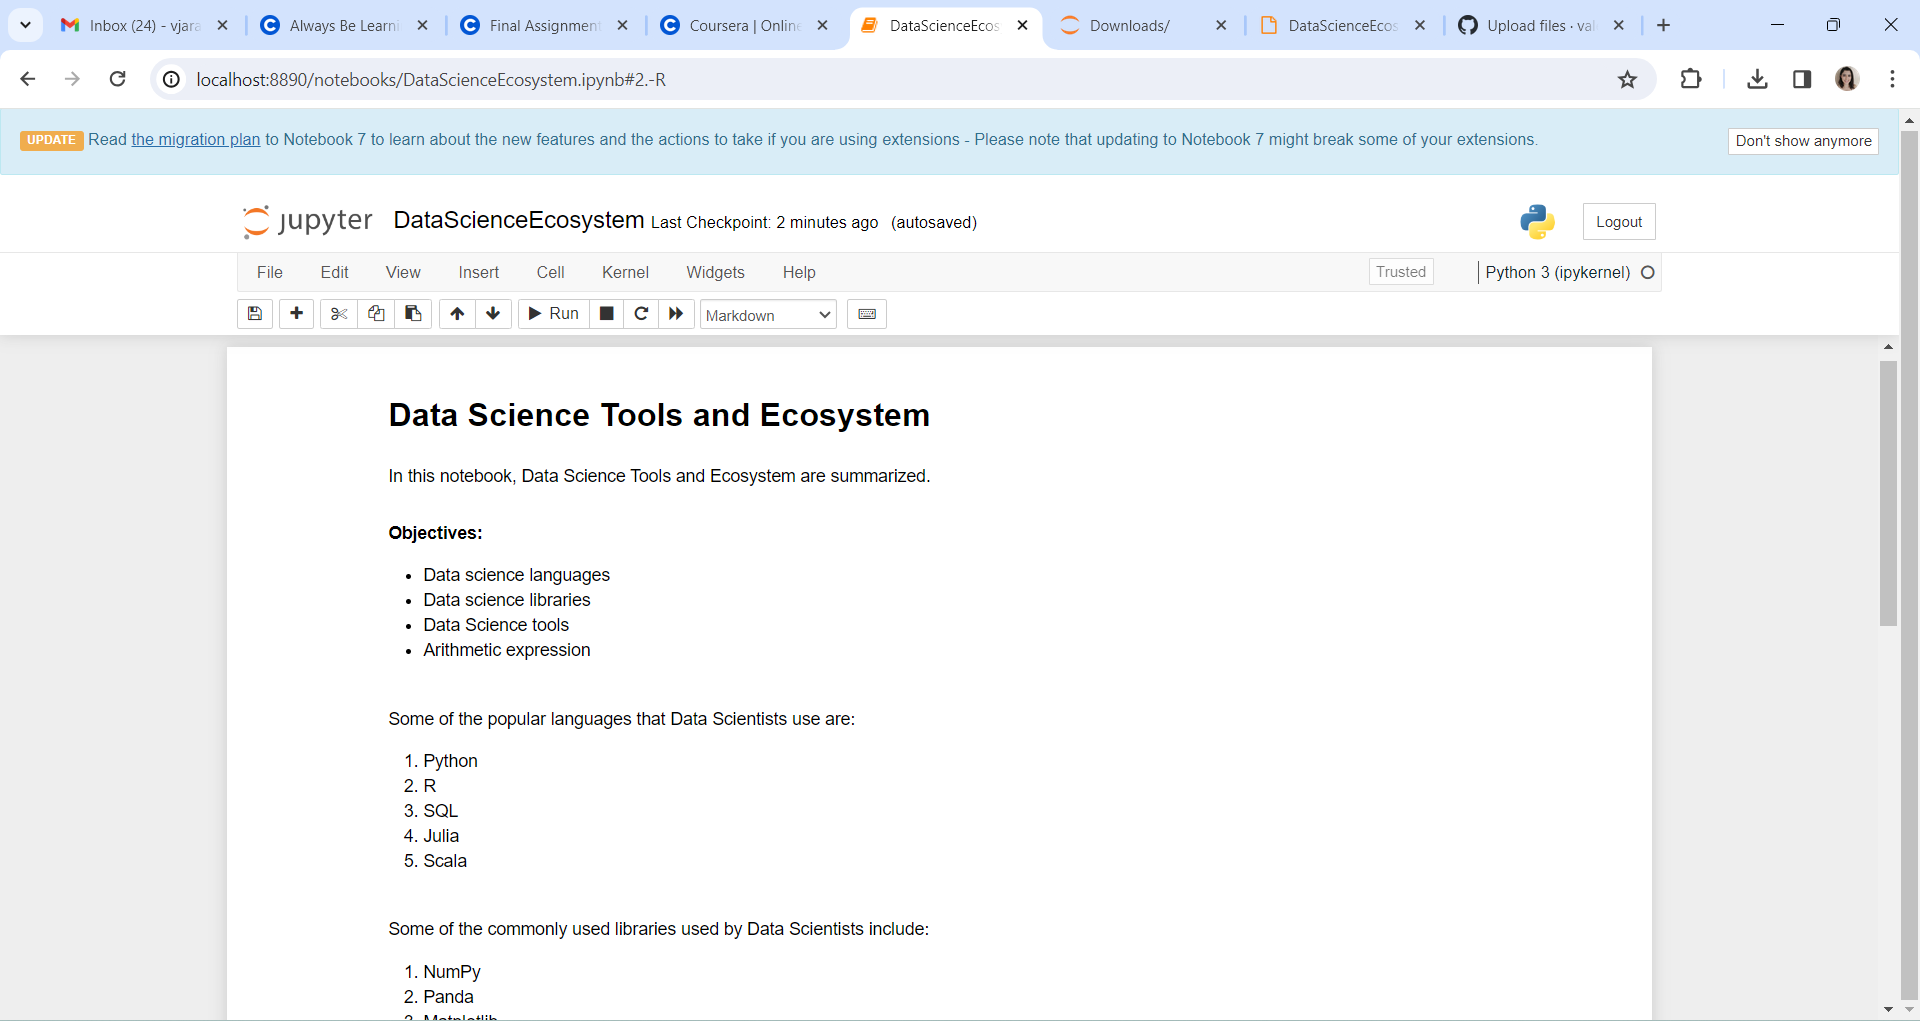 Inbox (24) - vjara
Always Be Learni
Final Assignment
Coursera | Online
DataScienceEcos
Downloads/
DataScienceEcos
Upload files · val
localhost:8890/notebooks/DataScienceEcosystem.ipynb#2.-R
UPDATE Read the migration plan to Notebook 7 to learn about the new features and the actions to take if you are using extensions - Please note that updating to Notebook 7 might break some of your extensions.
Don't show anymore
jupyter DataScienceEcosystem Last Checkpoint: 2 minutes ago (autosaved)
Logout
File Edit View Insert Cell Kernel Widgets Help
Trusted
Python 3 (ipykernel)
Run
Markdown
Data Science Tools and Ecosystem
In this notebook, Data Science Tools and Ecosystem are summarized.
Objectives:
• Data science languages
• Data science libraries
• Data Science tools
• Arithmetic expression
Some of the popular languages that Data Scientists use are:
1. Python
2. R
3. SQL
4. Julia
5. Scala
Some of the commonly used libraries used by Data Scientists include:
1. NumPy
2. Panda
3. Matplotlib